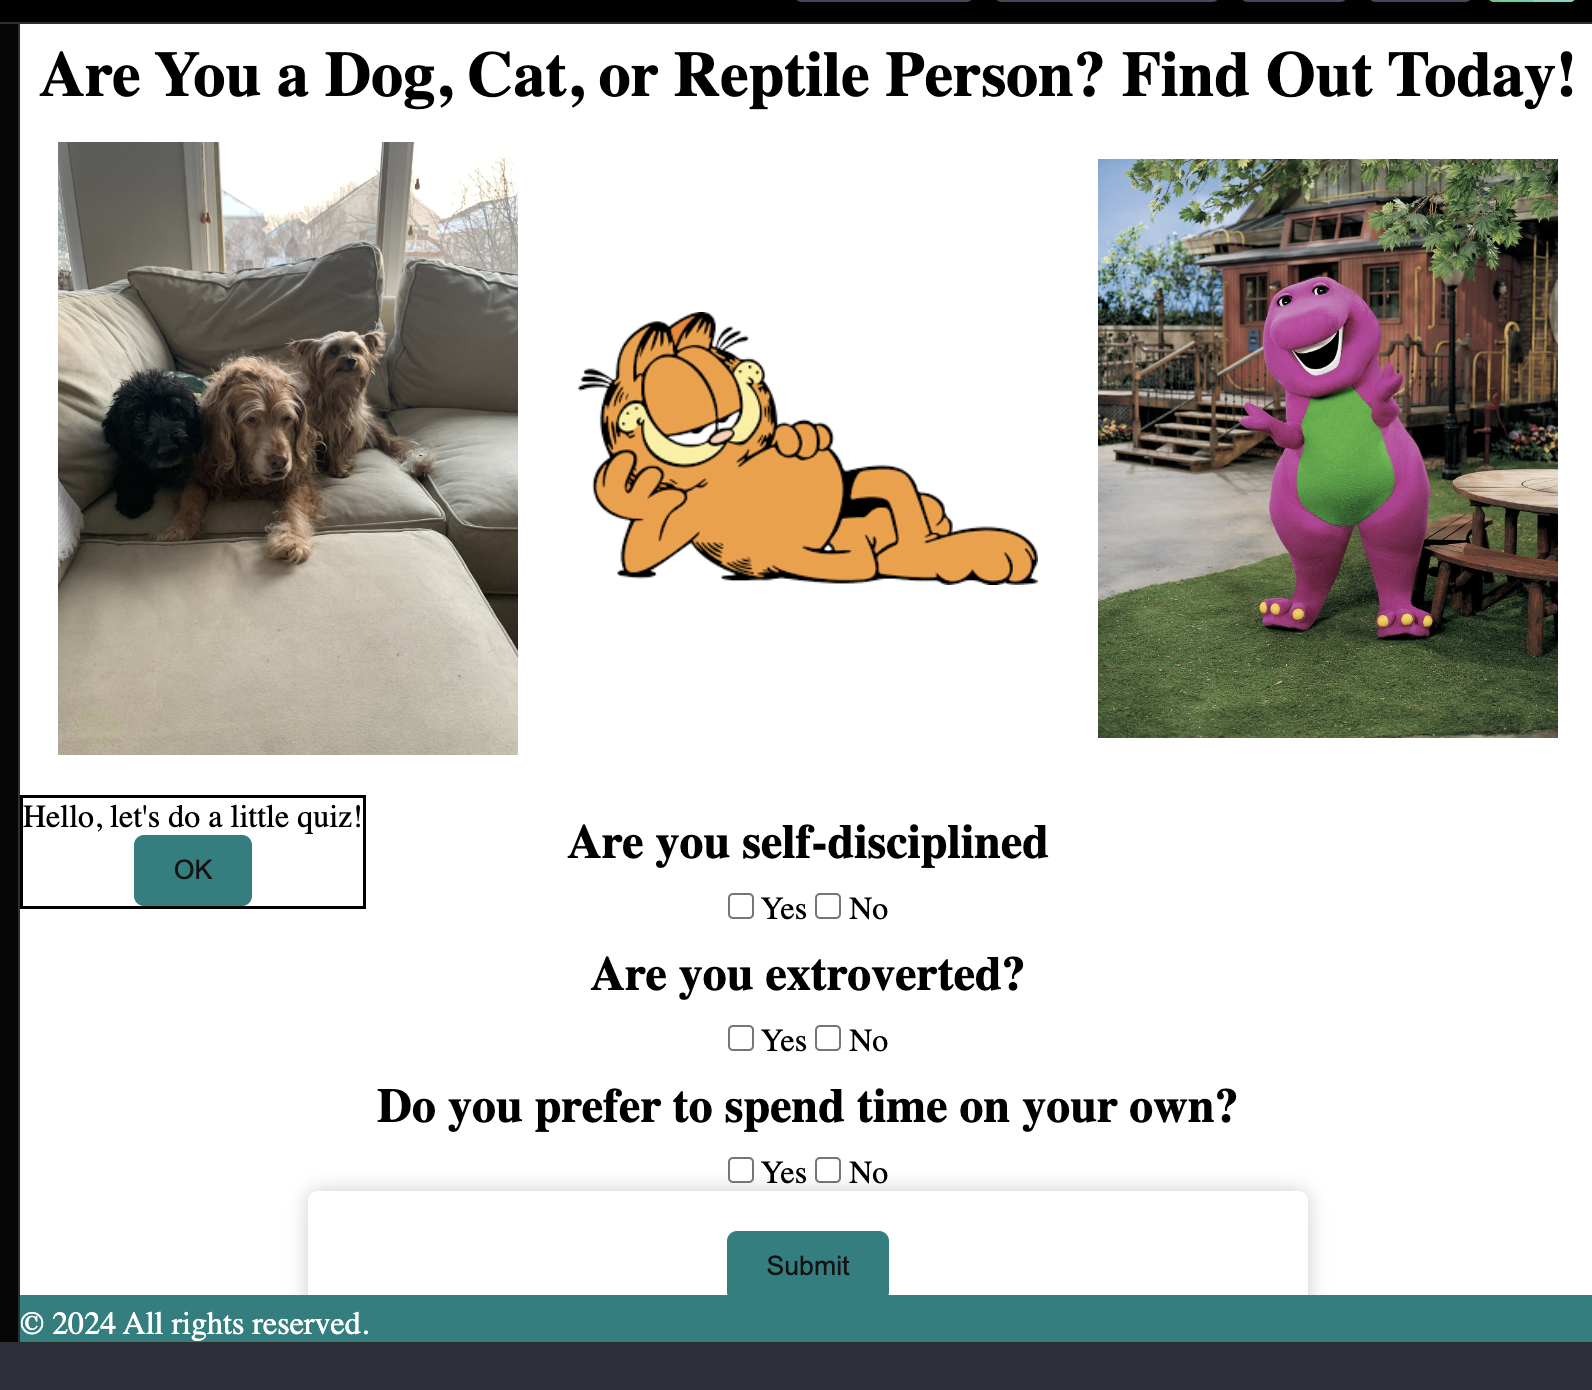 Are You a Dog, Cat, or Reptile Person? Find Out Today!
Hello, let's do a little quiz!
OK
Are you self-disciplined
Yes No
Are you extroverted?
Yes No
Do you prefer to spend time on your own?
Yes No
Submit
© 2024 All rights reserved.